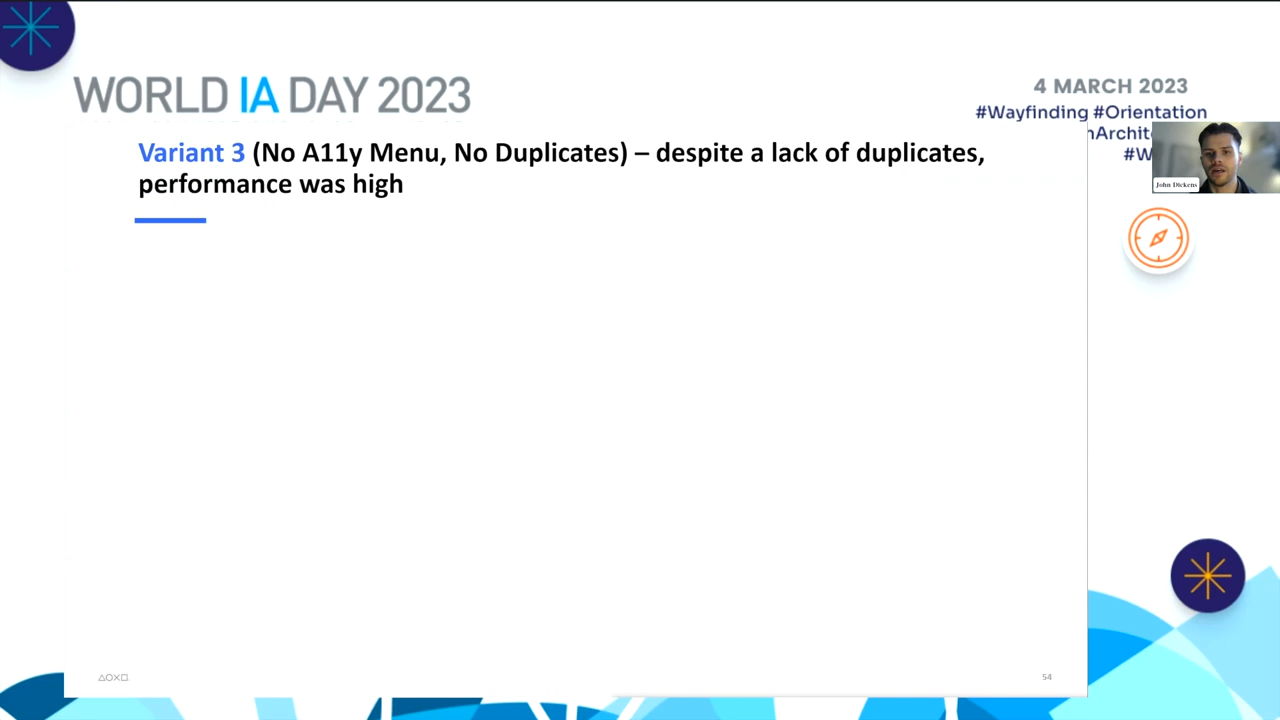 WORLD IA DAY 2023
4 MARCH 2023
#Wayfinding #Orientation
#W
Variant 3 (No A11y Menu, No Duplicates) – despite a lack of duplicates,
performance was high
John Dickens
54